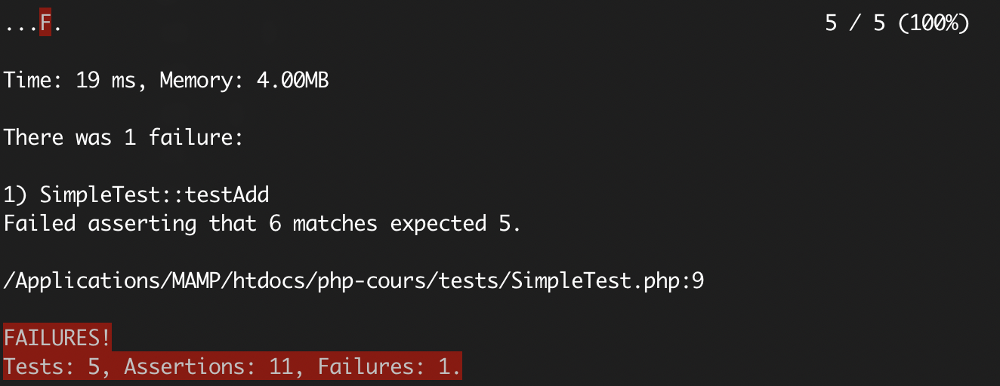 ...F. 5 / 5 (100%)
Time: 19 ms, Memory: 4.00MB
There was 1 failure:
1) SimpleTest::testAdd
Failed asserting that 6 matches expected 5.
/Applications/MAMP/htdocs/php-cours/tests/SimpleTest.php:9
FAILURES!
Tests: 5, Assertions: 11, Failures: 1.